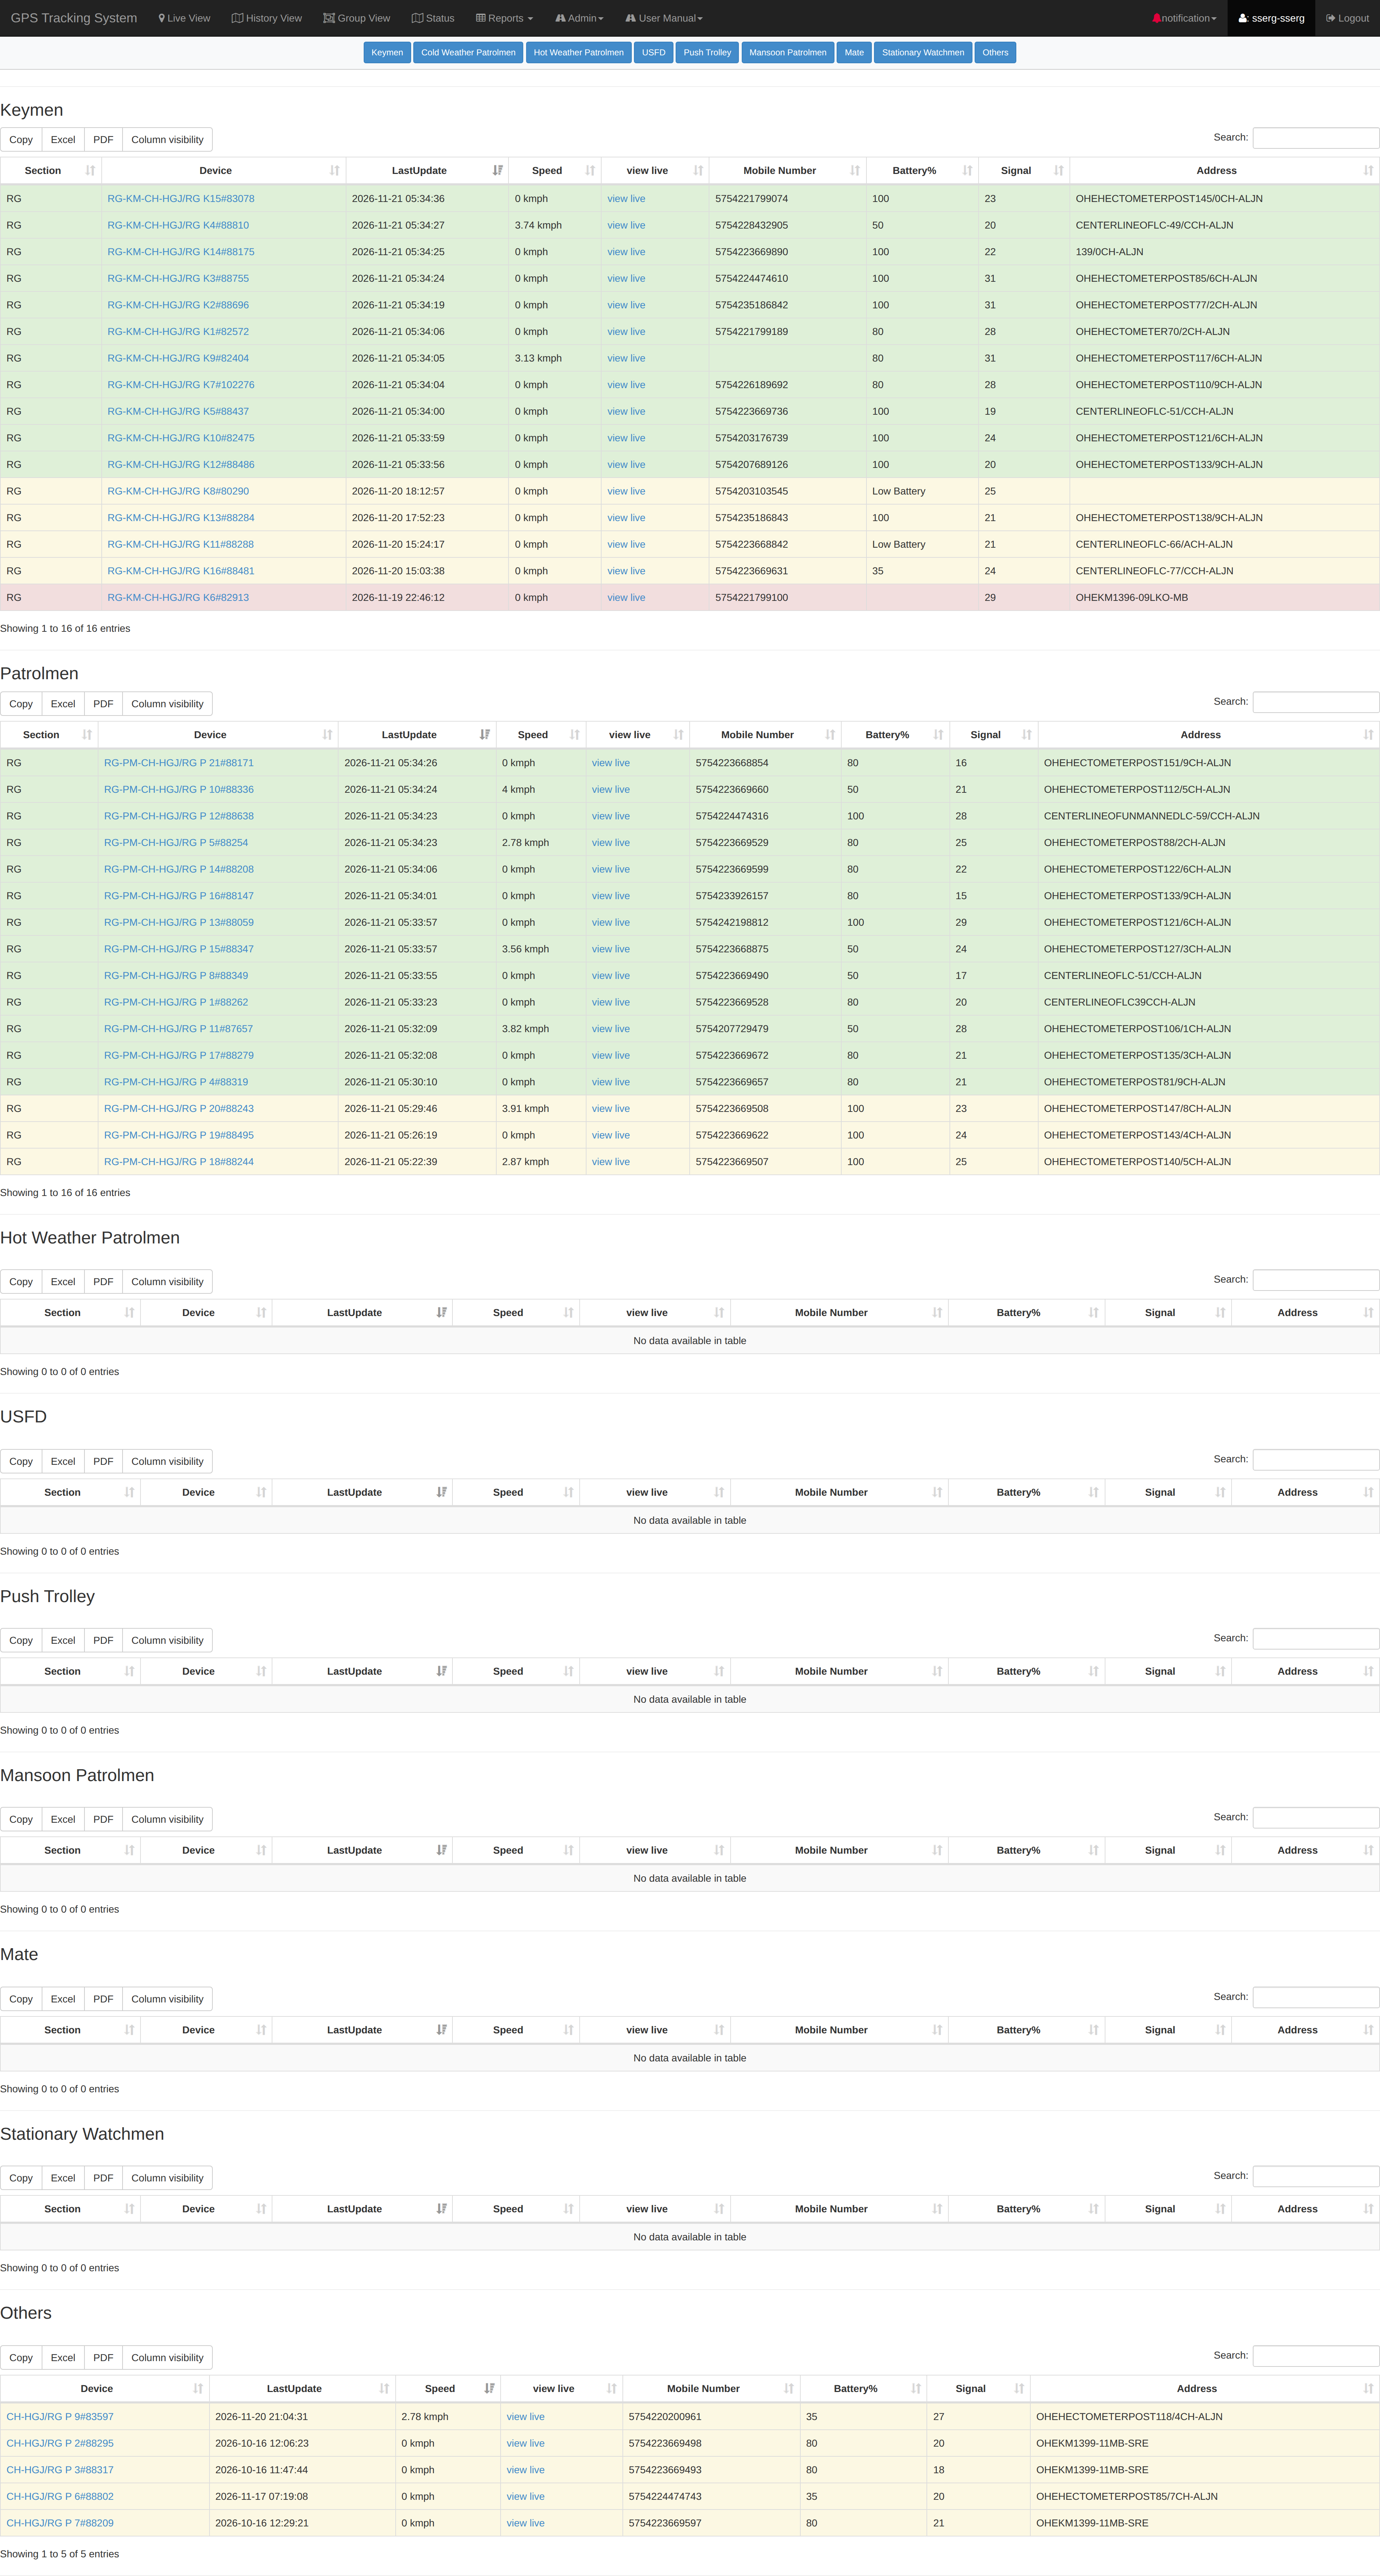 GPS Tracking System Live View History View Group View Status Reports Admin User Manual notification : sserg-sserg Logout
Keymen Cold Weather Patrolmen Hot Weather Patrolmen USFD Push Trolley Mansoon Patrolmen Mate Stationary Watchmen Others
Keymen
Copy Excel PDF Column visibility Search:
Section Device LastUpdate Speed view live Mobile Number Battery% Signal Address
RG RG-KM-CH-HGJ/RG K15#83078 2026-11-21 05:34:36 0 kmph view live 5754221799074 100 23 OHEHECTOMETERPOST145/0CH-ALJN
RG RG-KM-CH-HGJ/RG K4#88810 2026-11-21 05:34:27 3.74 kmph view live 5754228432905 50 20 CENTERLINEOFLC-49/CCH-ALJN
RG RG-KM-CH-HGJ/RG K14#88175 2026-11-21 05:34:25 0 kmph view live 5754223669890 100 22 139/0CH-ALJN
RG RG-KM-CH-HGJ/RG K3#88755 2026-11-21 05:34:24 0 kmph view live 5754224474610 100 31 OHEHECTOMETERPOST85/6CH-ALJN
RG RG-KM-CH-HGJ/RG K2#88696 2026-11-21 05:34:19 0 kmph view live 5754235186842 100 31 OHEHECTOMETERPOST77/2CH-ALJN
RG RG-KM-CH-HGJ/RG K1#82572 2026-11-21 05:34:06 0 kmph view live 5754221799189 80 28 OHEHECTOMETER70/2CH-ALJN
RG RG-KM-CH-HGJ/RG K9#82404 2026-11-21 05:34:05 3.13 kmph view live 80 31 OHEHECTOMETERPOST117/6CH-ALJN
RG RG-KM-CH-HGJ/RG K7#102276 2026-11-21 05:34:04 0 kmph view live 5754226189692 80 28 OHEHECTOMETERPOST110/9CH-ALJN
RG RG-KM-CH-HGJ/RG K5#88437 2026-11-21 05:34:00 0 kmph view live 5754223669736 100 19 CENTERLINEOFLC-51/CCH-ALJN
RG RG-KM-CH-HGJ/RG K10#82475 2026-11-21 05:33:59 0 kmph view live 5754203176739 100 24 OHEHECTOMETERPOST121/6CH-ALJN
RG RG-KM-CH-HGJ/RG K12#88486 2026-11-21 05:33:56 0 kmph view live 5754207689126 100 20 OHEHECTOMETERPOST133/9CH-ALJN
RG RG-KM-CH-HGJ/RG K8#80290 2026-11-20 18:12:57 0 kmph view live 5754203103545 Low Battery 25
RG RG-KM-CH-HGJ/RG K13#88284 2026-11-20 17:52:23 0 kmph view live 5754235186843 100 21 OHEHECTOMETERPOST138/9CH-ALJN
RG RG-KM-CH-HGJ/RG K11#88288 2026-11-20 15:24:17 0 kmph view live 5754223668842 Low Battery 21 CENTERLINEOFLC-66/ACH-ALJN
RG RG-KM-CH-HGJ/RG K16#88481 2026-11-20 15:03:38 0 kmph view live 5754223669631 35 24 CENTERLINEOFLC-77/CCH-ALJN
RG RG-KM-CH-HGJ/RG K6#82913 2026-11-19 22:46:12 0 kmph view live 5754221799100 29 OHEKM1396-09LKO-MB
Showing 1 to 16 of 16 entries
Patrolmen
Copy Excel PDF Column visibility Search:
Section Device LastUpdate Speed view live Mobile Number Battery% Signal Address
RG RG-PM-CH-HGJ/RG P 21#88171 2026-11-21 05:34:26 0 kmph view live 5754223668854 80 16 OHEHECTOMETERPOST151/9CH-ALJN
RG RG-PM-CH-HGJ/RG P 10#88336 2026-11-21 05:34:24 4 kmph view live 5754223669660 50 21 OHEHECTOMETERPOST112/5CH-ALJN
RG RG-PM-CH-HGJ/RG P 12#88638 2026-11-21 05:34:23 0 kmph view live 5754224474316 100 28 CENTERLINEOFUNMANNEDLC-59/CCH-ALJN
RG RG-PM-CH-HGJ/RG P 5#88254 2026-11-21 05:34:23 2.78 kmph view live 5754223669529 80 25 OHEHECTOMETERPOST88/2CH-ALJN
RG RG-PM-CH-HGJ/RG P 14#88208 2026-11-21 05:34:06 0 kmph view live 5754223669599 80 22 OHEHECTOMETERPOST122/6CH-ALJN
RG RG-PM-CH-HGJ/RG P 16#88147 2026-11-21 05:34:01 0 kmph view live 5754233926157 80 15 OHEHECTOMETERPOST133/9CH-ALJN
RG RG-PM-CH-HGJ/RG P 13#88059 2026-11-21 05:33:57 0 kmph view live 5754242198812 100 29 OHEHECTOMETERPOST121/6CH-ALJN
RG RG-PM-CH-HGJ/RG P 15#88347 2026-11-21 05:33:57 3.56 kmph view live 5754223668875 50 24 OHEHECTOMETERPOST127/3CH-ALJN
RG RG-PM-CH-HGJ/RG P 8#88349 2026-11-21 05:33:55 0 kmph view live 5754223669490 50 17 CENTERLINEOFLC-51/CCH-ALJN
RG RG-PM-CH-HGJ/RG P 1#88262 2026-11-21 05:33:23 0 kmph view live 5754223669528 80 20 CENTERLINEOFLC39CCH-ALJN
RG RG-PM-CH-HGJ/RG P 11#87657 2026-11-21 05:32:09 3.82 kmph view live 5754207729479 50 28 OHEHECTOMETERPOST106/1CH-ALJN
RG RG-PM-CH-HGJ/RG P 17#88279 2026-11-21 05:32:08 0 kmph view live 5754223669672 80 21 OHEHECTOMETERPOST135/3CH-ALJN
RG RG-PM-CH-HGJ/RG P 4#88319 2026-11-21 05:30:10 0 kmph view live 5754223669657 80 21 OHEHECTOMETERPOST81/9CH-ALJN
RG RG-PM-CH-HGJ/RG P 20#88243 2026-11-21 05:29:46 3.91 kmph view live 5754223669508 100 23 OHEHECTOMETERPOST147/8CH-ALJN
RG RG-PM-CH-HGJ/RG P 19#88495 2026-11-21 05:26:19 0 kmph view live 5754223669622 100 24 OHEHECTOMETERPOST143/4CH-ALJN
RG RG-PM-CH-HGJ/RG P 18#88244 2026-11-21 05:22:39 2.87 kmph view live 5754223669507 100 25 OHEHECTOMETERPOST140/5CH-ALJN
Showing 1 to 16 of 16 entries
Hot Weather Patrolmen
Copy Excel PDF Column visibility Search:
Section Device LastUpdate Speed view live Mobile Number Battery% Signal Address
No data available in table
Showing 0 to 0 of 0 entries
USFD
Copy Excel PDF Column visibility Search:
Section Device LastUpdate Speed view live Mobile Number Battery% Signal Address
No data available in table
Showing 0 to 0 of 0 entries
Push Trolley
Copy Excel PDF Column visibility Search:
Section Device LastUpdate Speed view live Mobile Number Battery% Signal Address
No data available in table
Showing 0 to 0 of 0 entries
Mansoon Patrolmen
Copy Excel PDF Column visibility Search:
Section Device LastUpdate Speed view live Mobile Number Battery% Signal Address
No data available in table
Showing 0 to 0 of 0 entries
Mate
Copy Excel PDF Column visibility Search:
Section Device LastUpdate Speed view live Mobile Number Battery% Signal Address
No data available in table
Showing 0 to 0 of 0 entries
Stationary Watchmen
Copy Excel PDF Column visibility Search:
Section Device LastUpdate Speed view live Mobile Number Battery% Signal Address
No data available in table
Showing 0 to 0 of 0 entries
Others
Copy Excel PDF Column visibility Search:
Device LastUpdate Speed view live Mobile Number Battery% Signal Address
CH-HGJ/RG P 9#83597 2026-11-20 21:04:31 2.78 kmph view live 5754220200961 35 27 OHEHECTOMETERPOST118/4CH-ALJN
CH-HGJ/RG P 2#88295 2026-10-16 12:06:23 0 kmph view live 5754223669498 80 20 OHEKM1399-11MB-SRE
CH-HGJ/RG P 3#88317 2026-10-16 11:47:44 0 kmph view live 5754223669493 80 18 OHEKM1399-11MB-SRE
CH-HGJ/RG P 6#88802 2026-11-17 07:19:08 0 kmph view live 5754224474743 35 20 OHEHECTOMETERPOST85/7CH-ALJN
CH-HGJ/RG P 7#88209 2026-10-16 12:29:21 0 kmph view live 5754223669597 80 21 OHEKM1399-11MB-SRE
Showing 1 to 5 of 5 entries